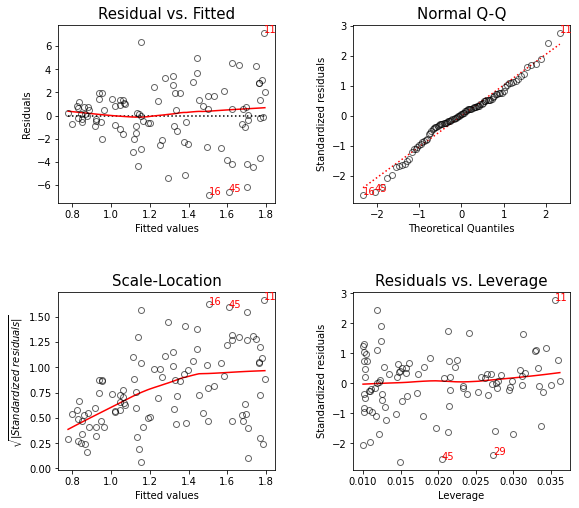 Residual vs. Fitted
Residuals
6
4
2
0
−2
−4
−6
11
16
45
0.8 1.0 1.2 1.4 1.6 1.8
Fitted values
Normal Q-Q
Standardized residuals
3
2
1
0
−1
−2
11
16
45
−2 −1 0 1 2
Theoretical Quantiles
Scale-Location
√|Standardized residuals|
1.75
1.50
1.25
1.00
0.75
0.50
0.25
0.00
16
45
11
0.8 1.0 1.2 1.4 1.6 1.8
Fitted values
Residuals vs. Leverage
Standardized residuals
3
2
1
0
−1
−2
11
45
29
0.010 0.015 0.020 0.025 0.030 0.035
Leverage